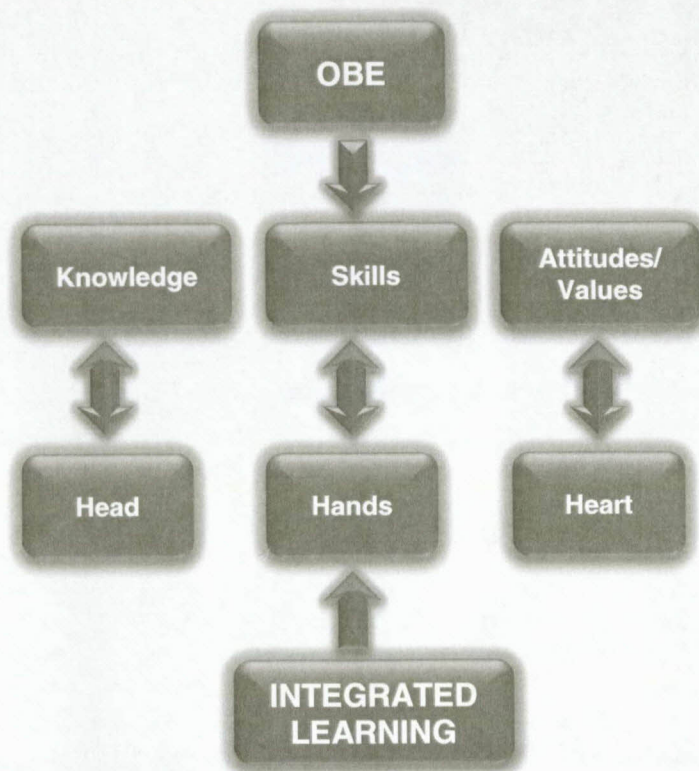 OBE
Knowledge
Skills
Attitudes/
Values
Head
Hands
Heart
INTEGRATED
LEARNING